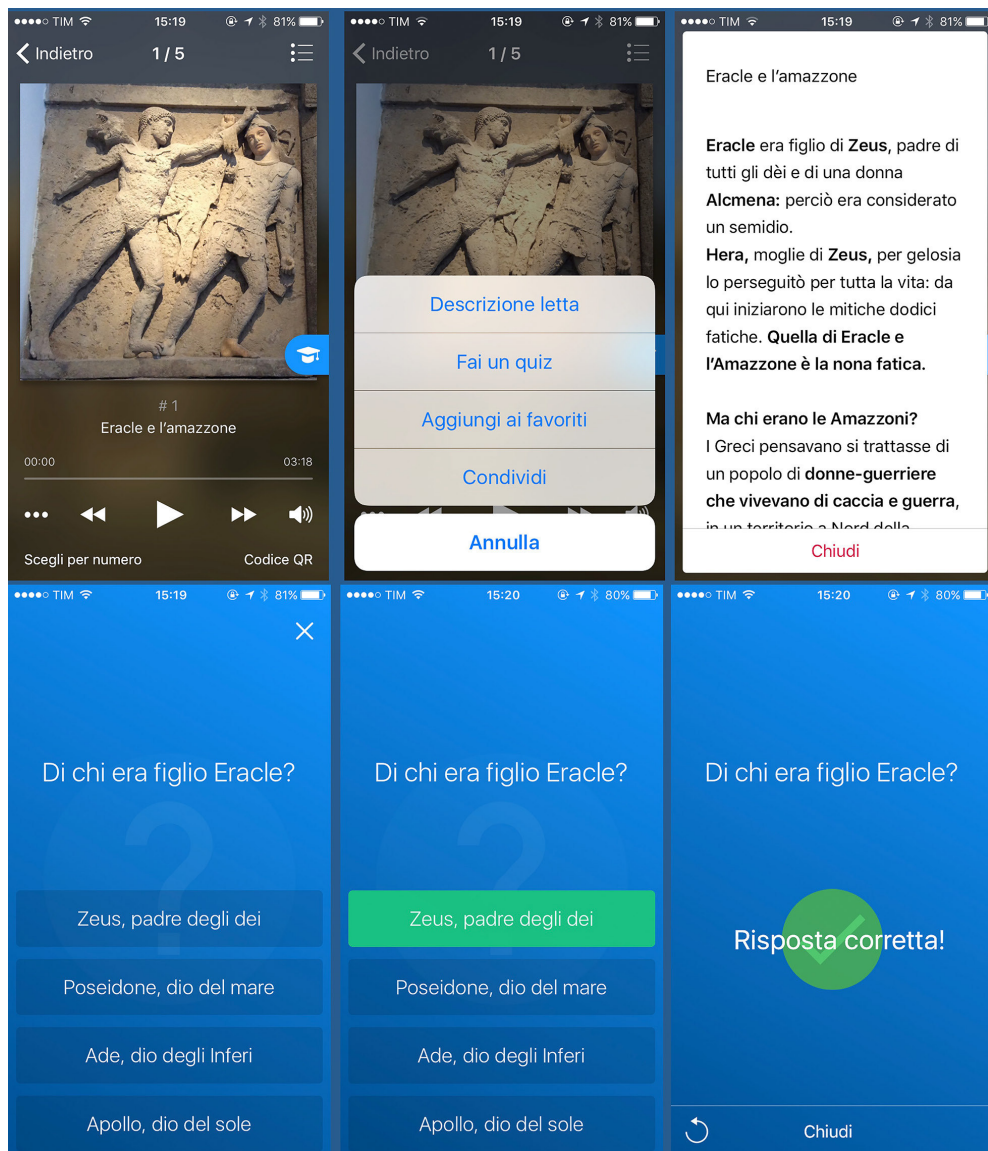 ●●●●○ TIM 15:19 81%
Indietro 1 / 5
# 1
Eracle e l'amazzone
00:00 03:18
Scegli per numero Codice QR
●●●●○ TIM 15:19 81%
Indietro 1 / 5
Descrizione letta
Fai un quiz
Aggiungi ai favoriti
Condividi
Annulla
●●●●○ TIM 15:19 81%
Eracle e l'amazzone
Eracle era figlio di Zeus, padre di
tutti gli dèi e di una donna
Alcmena: perciò era considerato
un semidio.
Hera, moglie di Zeus, per gelosia
lo perseguitò per tutta la vita: da
qui iniziarono le mitiche dodici
fatiche. Quella di Eracle e
l'Amazzone è la nona fatica.
Ma chi erano le Amazzoni?
I Greci pensavano si trattasse di
un popolo di donne-guerriere
che vivevano di caccia e guerra,
in un territorio a Nord della
Chiudi
●●●●○ TIM 15:19 81%
Di chi era figlio Eracle?
Zeus, padre degli dei
Poseidone, dio del mare
Ade, dio degli Inferi
Apollo, dio del sole
●●●●○ TIM 15:20 80%
Di chi era figlio Eracle?
Zeus, padre degli dei
Poseidone, dio del mare
Ade, dio degli Inferi
Apollo, dio del sole
●●●●○ TIM 15:20 80%
Di chi era figlio Eracle?
Risposta corretta!
Chiudi